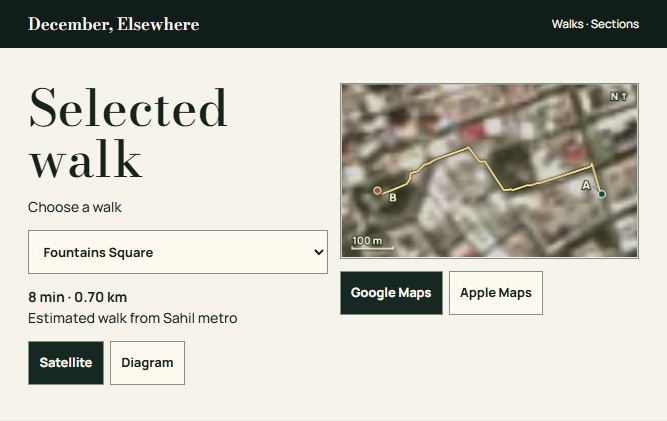 December, Elsewhere
Walks · Sections
Selected
walk
Choose a walk
Fountains Square
8 min · 0.70 km
Estimated walk from Sahil metro
Satellite
Diagram
N ↑
A
B
100 m
Google Maps
Apple Maps